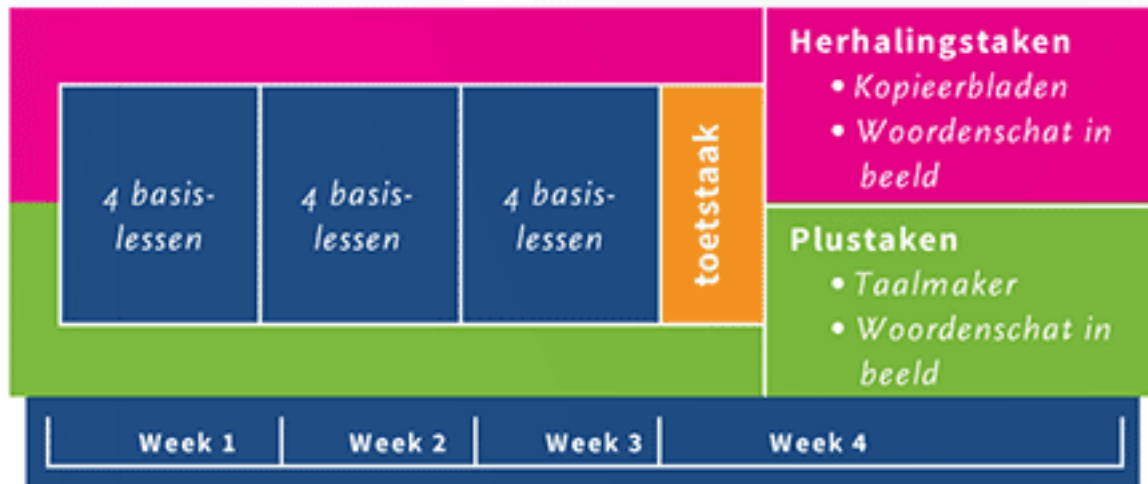 4 basis-
lessen
4 basis-
lessen
4 basis-
lessen
toetstaak
Herhalingstaken
• Kopieerbladen
• Woordenschat in
beeld
Plustaken
• Taalmaker
• Woordenschat in
beeld
Week 1
Week 2
Week 3
Week 4